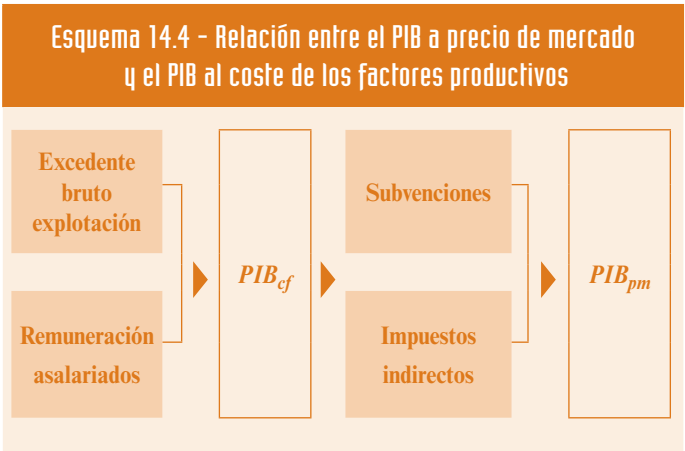 Esquema 14.4 - Relación entre el PIB a precio de mercado
y el PIB al coste de los factores productivos
Excedente
bruto
explotación
Remuneración
asalariados
PIBcf
Subvenciones
Impuestos
indirectos
PIBpm